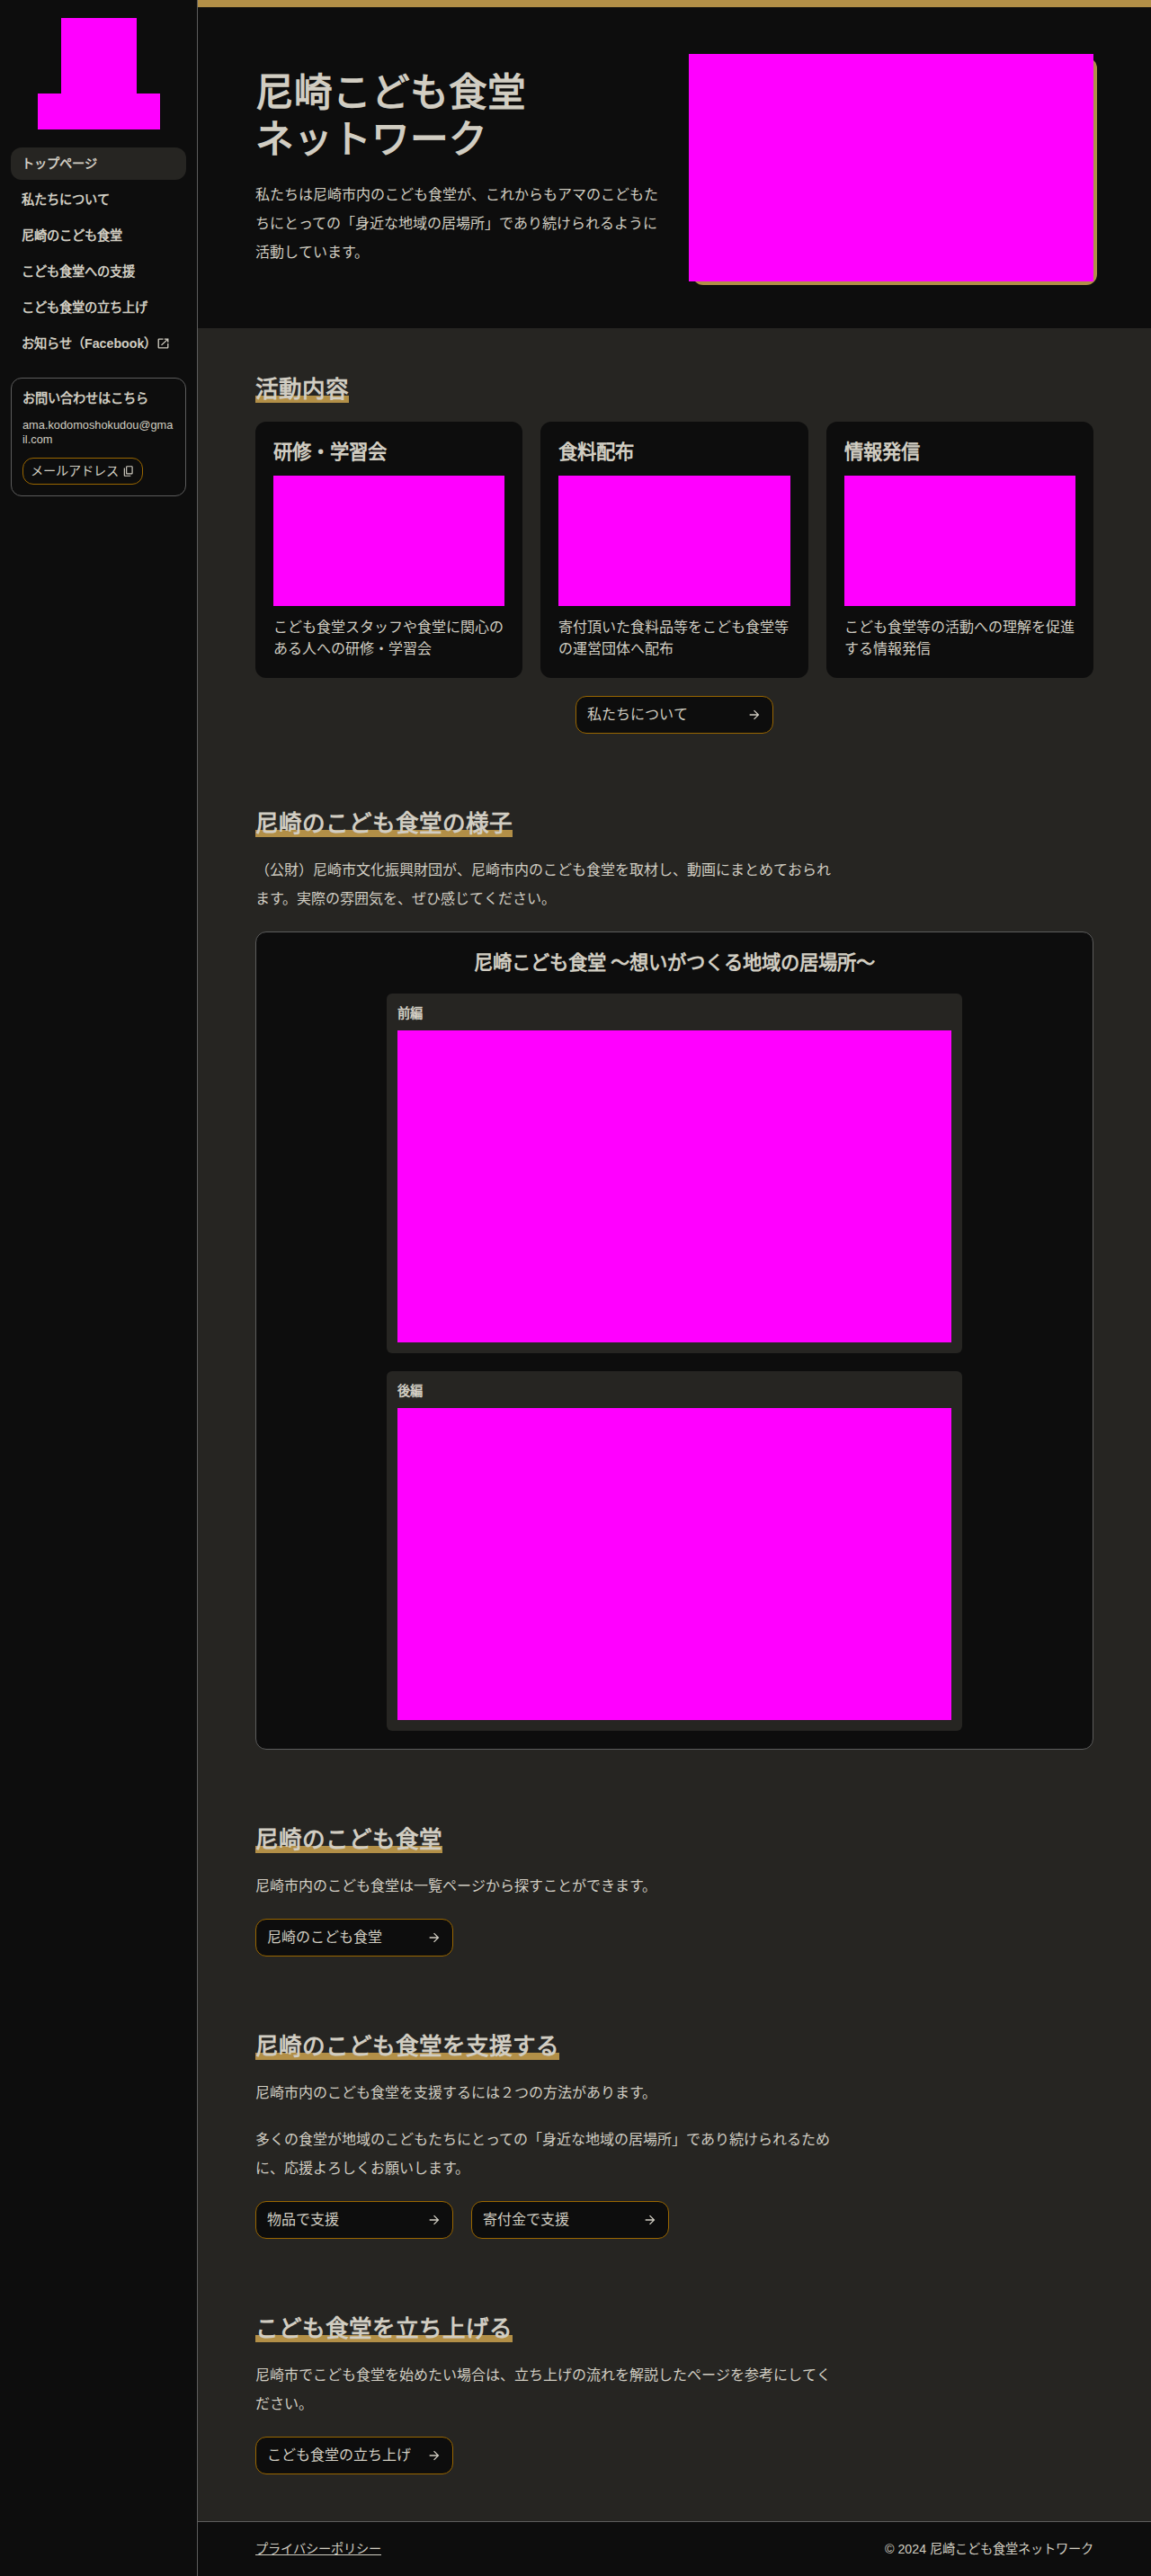 トップページ
私たちについて
尼崎のこども食堂
こども食堂への支援
こども食堂の立ち上げ
お知らせ（Facebook）
お問い合わせはこちら
ama.kodomoshokudou@gma
il.com
メールアドレス
尼崎こども食堂
ネットワーク
私たちは尼崎市内のこども食堂が、これからもアマのこどもた
ちにとっての「身近な地域の居場所」であり続けられるように
活動しています。
活動内容
研修・学習会
こども食堂スタッフや食堂に関心の
ある人への研修・学習会
食料配布
寄付頂いた食料品等をこども食堂等
の運営団体へ配布
情報発信
こども食堂等の活動への理解を促進
する情報発信
私たちについて
尼崎のこども食堂の様子
（公財）尼崎市文化振興財団が、尼崎市内のこども食堂を取材し、動画にまとめておられ
ます。実際の雰囲気を、ぜひ感じてください。
尼崎こども食堂 〜想いがつくる地域の居場所〜
前編
後編
尼崎のこども食堂
尼崎市内のこども食堂は一覧ページから探すことができます。
尼崎のこども食堂
尼崎のこども食堂を支援する
尼崎市内のこども食堂を支援するには２つの方法があります。
多くの食堂が地域のこどもたちにとっての「身近な地域の居場所」であり続けられるため
に、応援よろしくお願いします。
物品で支援
寄付金で支援
こども食堂を立ち上げる
尼崎市でこども食堂を始めたい場合は、立ち上げの流れを解説したページを参考にしてく
ださい。
こども食堂の立ち上げ
プライバシーポリシー
© 2024 尼崎こども食堂ネットワーク